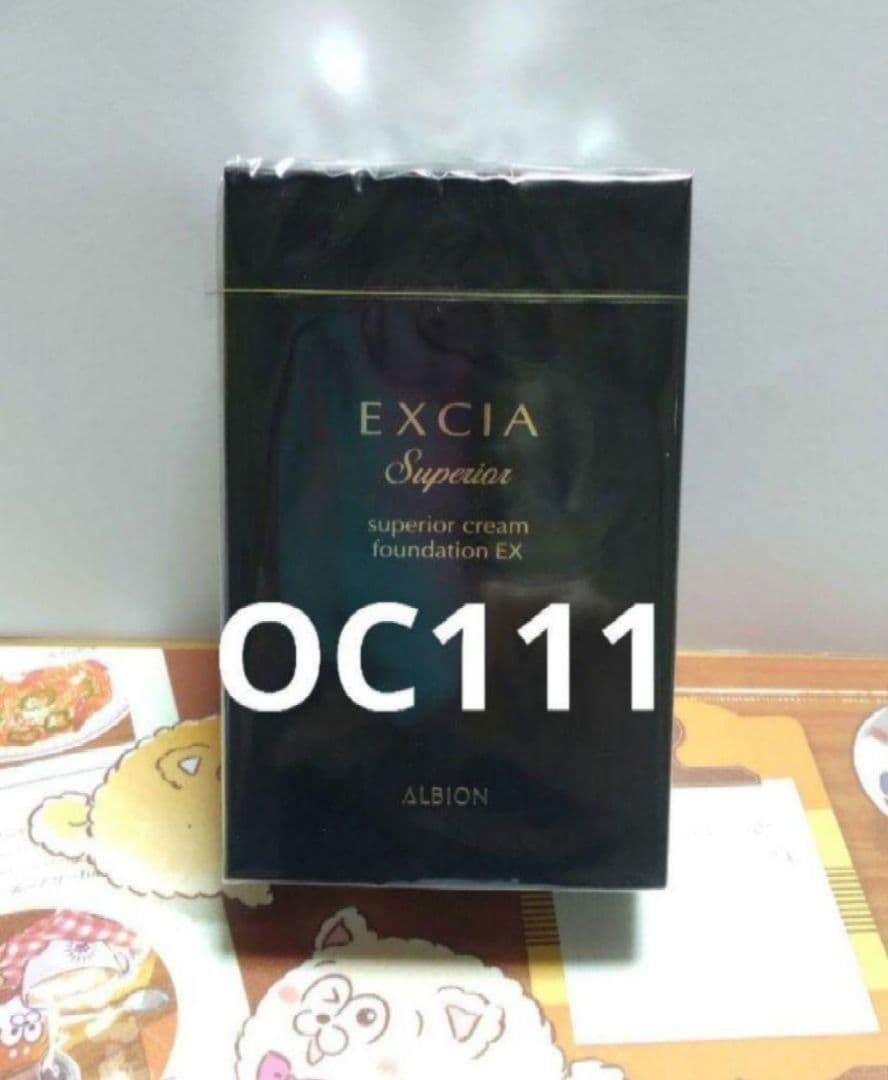 EXCIA
Superior
superior cream
foundation EX
OC111
ALBION